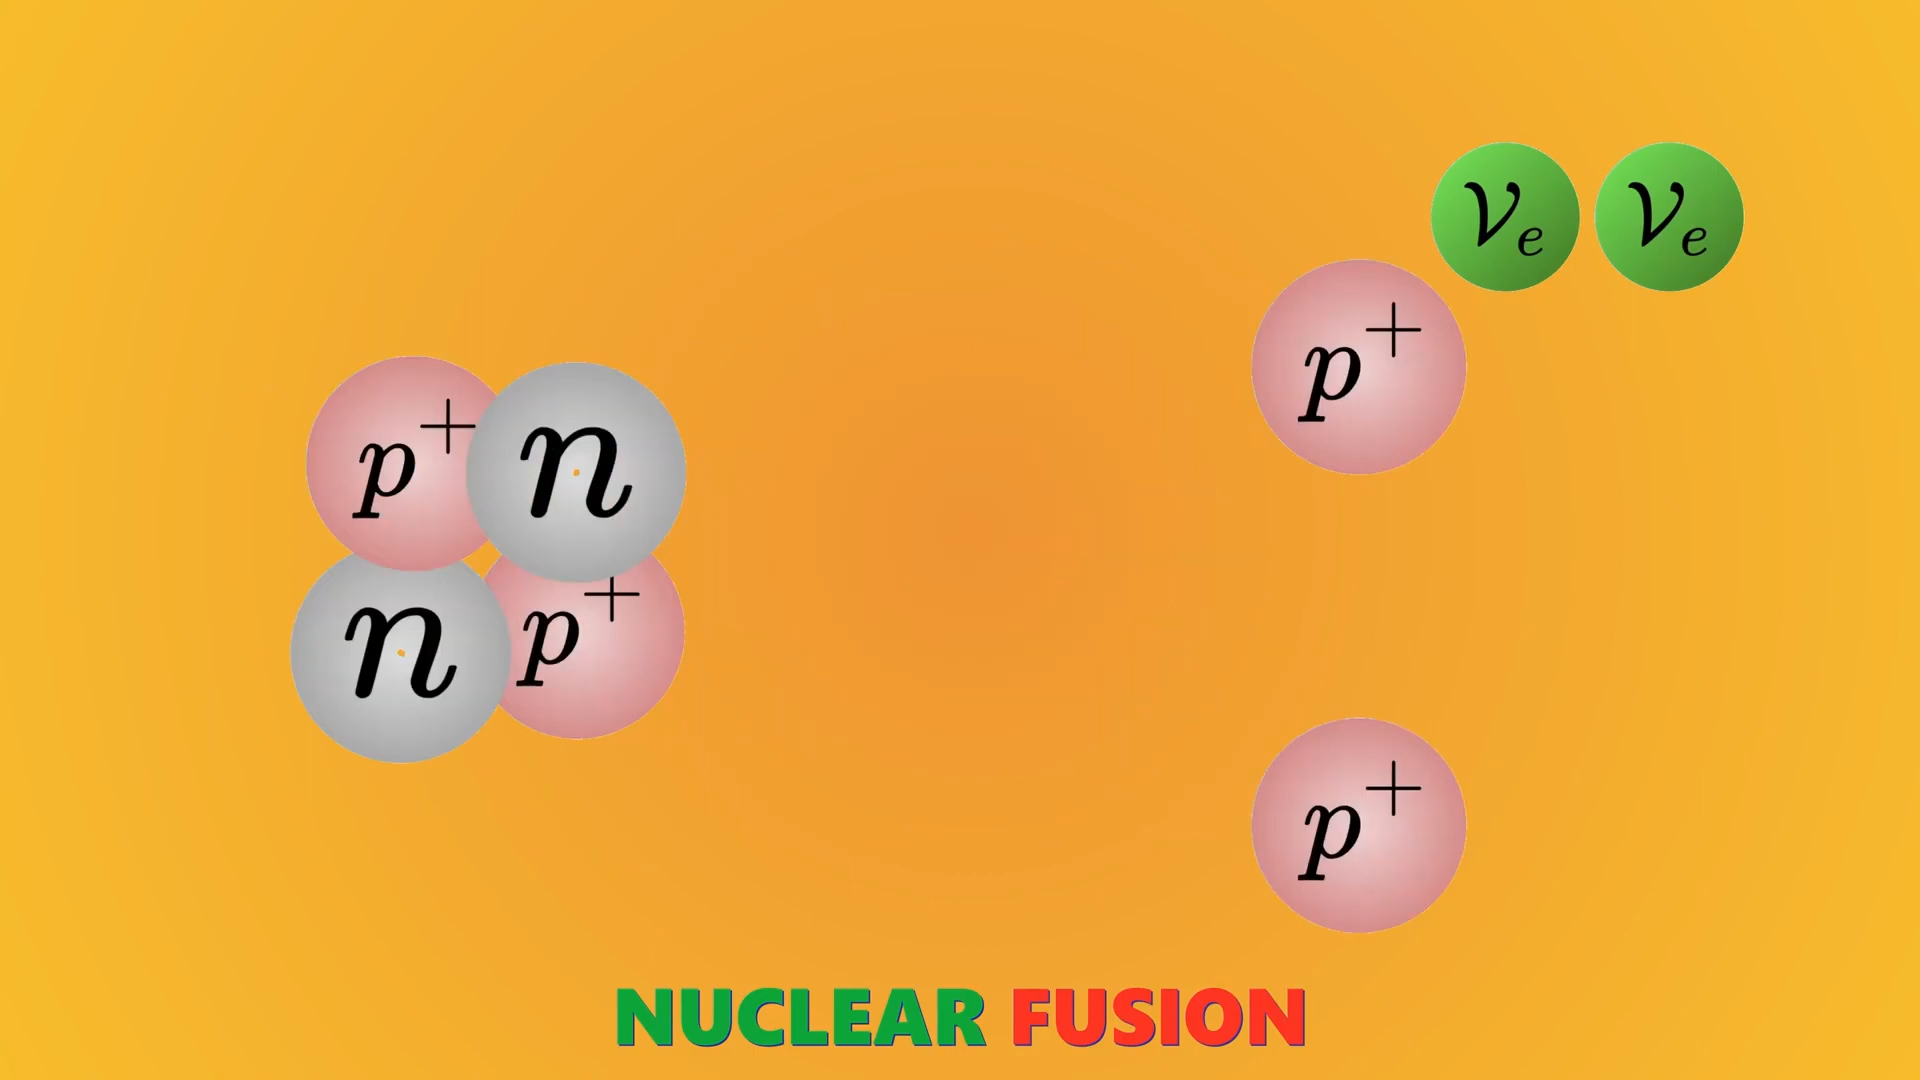 𝜈ₑ 𝜈ₑ
p⁺
p⁺ n
n p⁺
p⁺
NUCLEAR FUSION